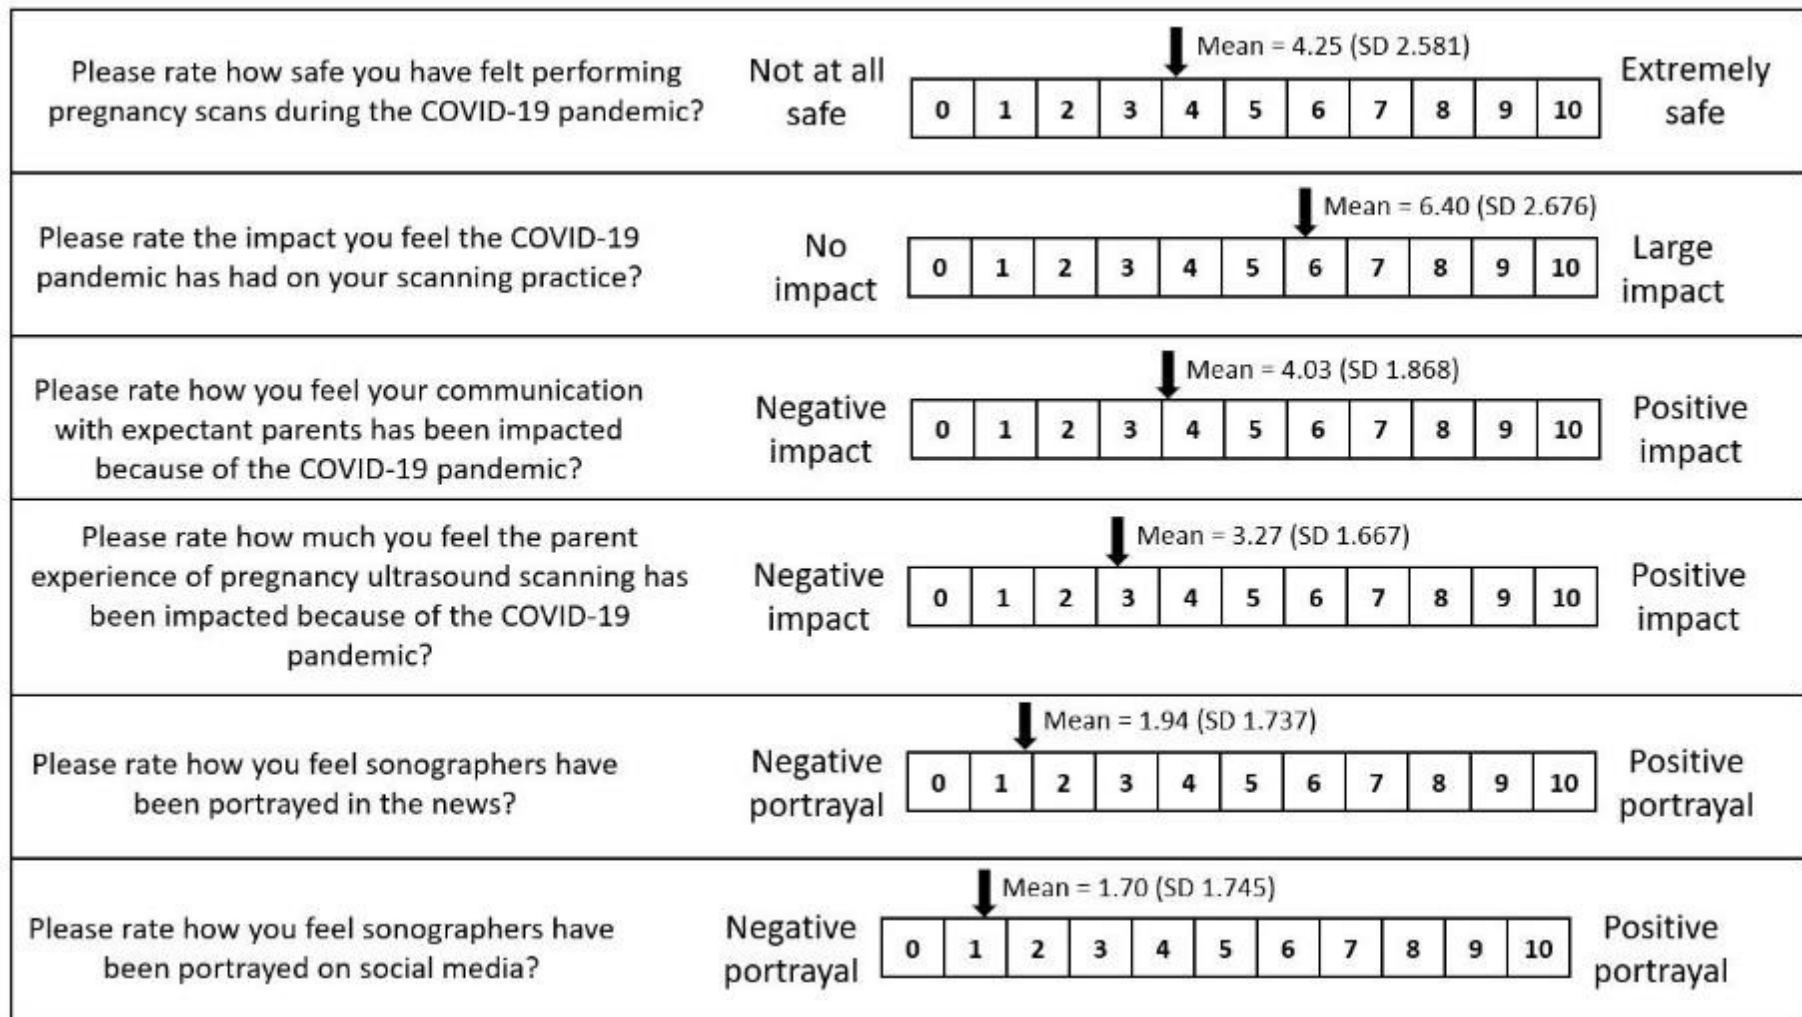 Please rate how safe you have felt performing
pregnancy scans during the COVID-19 pandemic?
Not at all
safe
Mean = 4.25 (SD 2.581)
0 1 2 3 4 5 6 7 8 9 10
Extremely
safe
Please rate the impact you feel the COVID-19
pandemic has had on your scanning practice?
No
impact
Mean = 6.40 (SD 2.676)
0 1 2 3 4 5 6 7 8 9 10
Large
impact
Please rate how you feel your communication
with expectant parents has been impacted
because of the COVID-19 pandemic?
Negative
impact
Mean = 4.03 (SD 1.868)
0 1 2 3 4 5 6 7 8 9 10
Positive
impact
Please rate how much you feel the parent
experience of pregnancy ultrasound scanning has
been impacted because of the COVID-19
pandemic?
Negative
impact
Mean = 3.27 (SD 1.667)
0 1 2 3 4 5 6 7 8 9 10
Positive
impact
Please rate how you feel sonographers have
been portrayed in the news?
Negative
portrayal
Mean = 1.94 (SD 1.737)
0 1 2 3 4 5 6 7 8 9 10
Positive
portrayal
Please rate how you feel sonographers have
been portrayed on social media?
Negative
portrayal
Mean = 1.70 (SD 1.745)
0 1 2 3 4 5 6 7 8 9 10
Positive
portrayal